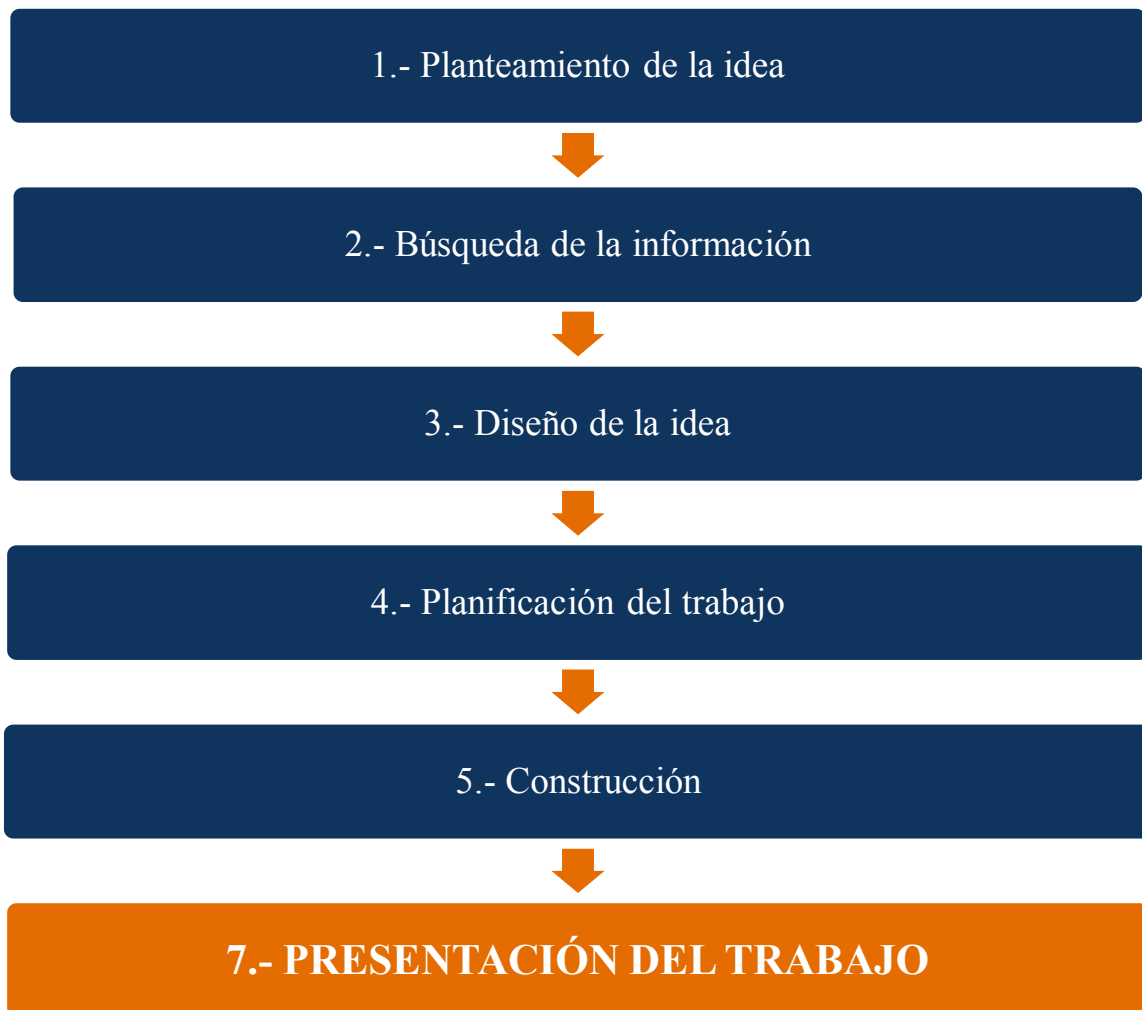 1.- Planteamiento de la idea
2.- Búsqueda de la información
3.- Diseño de la idea
4.- Planificación del trabajo
5.- Construcción
7.- PRESENTACIÓN DEL TRABAJO